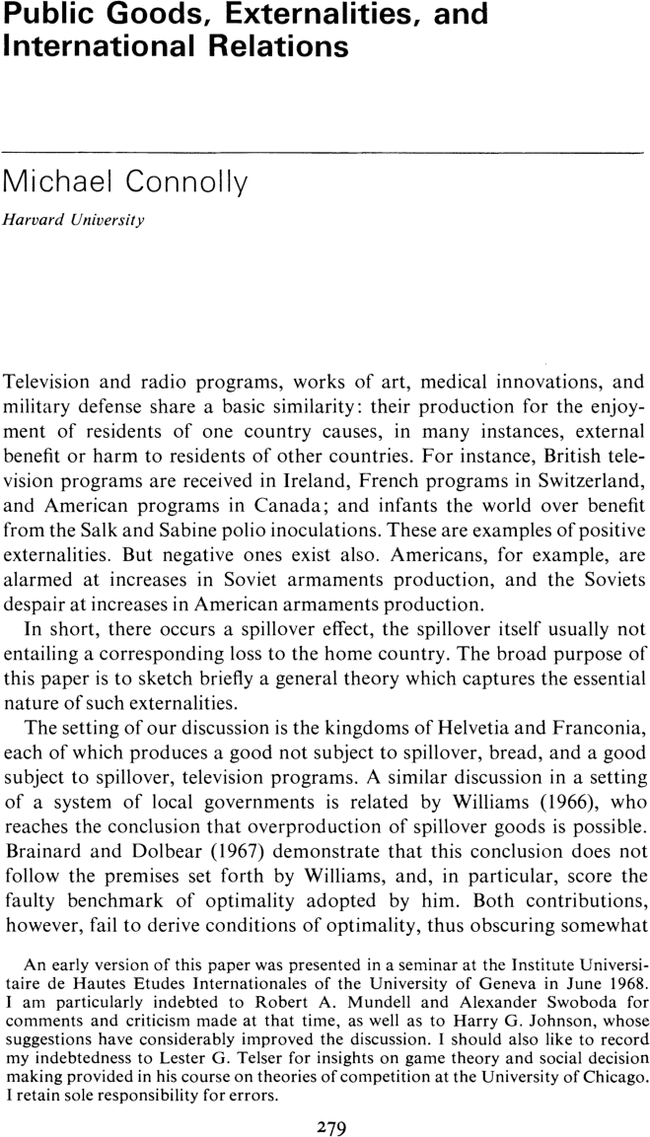 Public Goods, Externalities, and
International Relations
Michael Connolly
Harvard University
Television and radio programs, works of art, medical innovations, and
military defense share a basic similarity: their production for the enjoy-
ment of residents of one country causes, in many instances, external
benefit or harm to residents of other countries. For instance, British tele-
vision programs are received in Ireland, French programs in Switzerland,
and American programs in Canada; and infants the world over benefit
from the Salk and Sabine polio inoculations. These are examples of positive
externalities. But negative ones exist also. Americans, for example, are
alarmed at increases in Soviet armaments production, and the Soviets
despair at increases in American armaments production.
In short, there occurs a spillover effect, the spillover itself usually not
entailing a corresponding loss to the home country. The broad purpose of
this paper is to sketch briefly a general theory which captures the essential
nature of such externalities.
The setting of our discussion is the kingdoms of Helvetia and Franconia,
each of which produces a good not subject to spillover, bread, and a good
subject to spillover, television programs. A similar discussion in a setting
of a system of local governments is related by Williams (1966), who
reaches the conclusion that overproduction of spillover goods is possible.
Brainard and Dolbear (1967) demonstrate that this conclusion does not
follow the premises set forth by Williams, and, in particular, score the
faulty benchmark of optimality adopted by him. Both contributions,
however, fail to derive conditions of optimality, thus obscuring somewhat
An early version of this paper was presented in a seminar at the Institute Universi-
taire de Hautes Etudes Internationales of the University of Geneva in June 1968.
I am particularly indebted to Robert A. Mundell and Alexander Swoboda for
comments and criticism made at that time, as well as to Harry G. Johnson, whose
suggestions have considerably improved the discussion. I should also like to record
my indebtedness to Lester G. Telser for insights on game theory and social decision
making provided in his course on theories of competition at the University of Chicago.
I retain sole responsibility for errors.
279